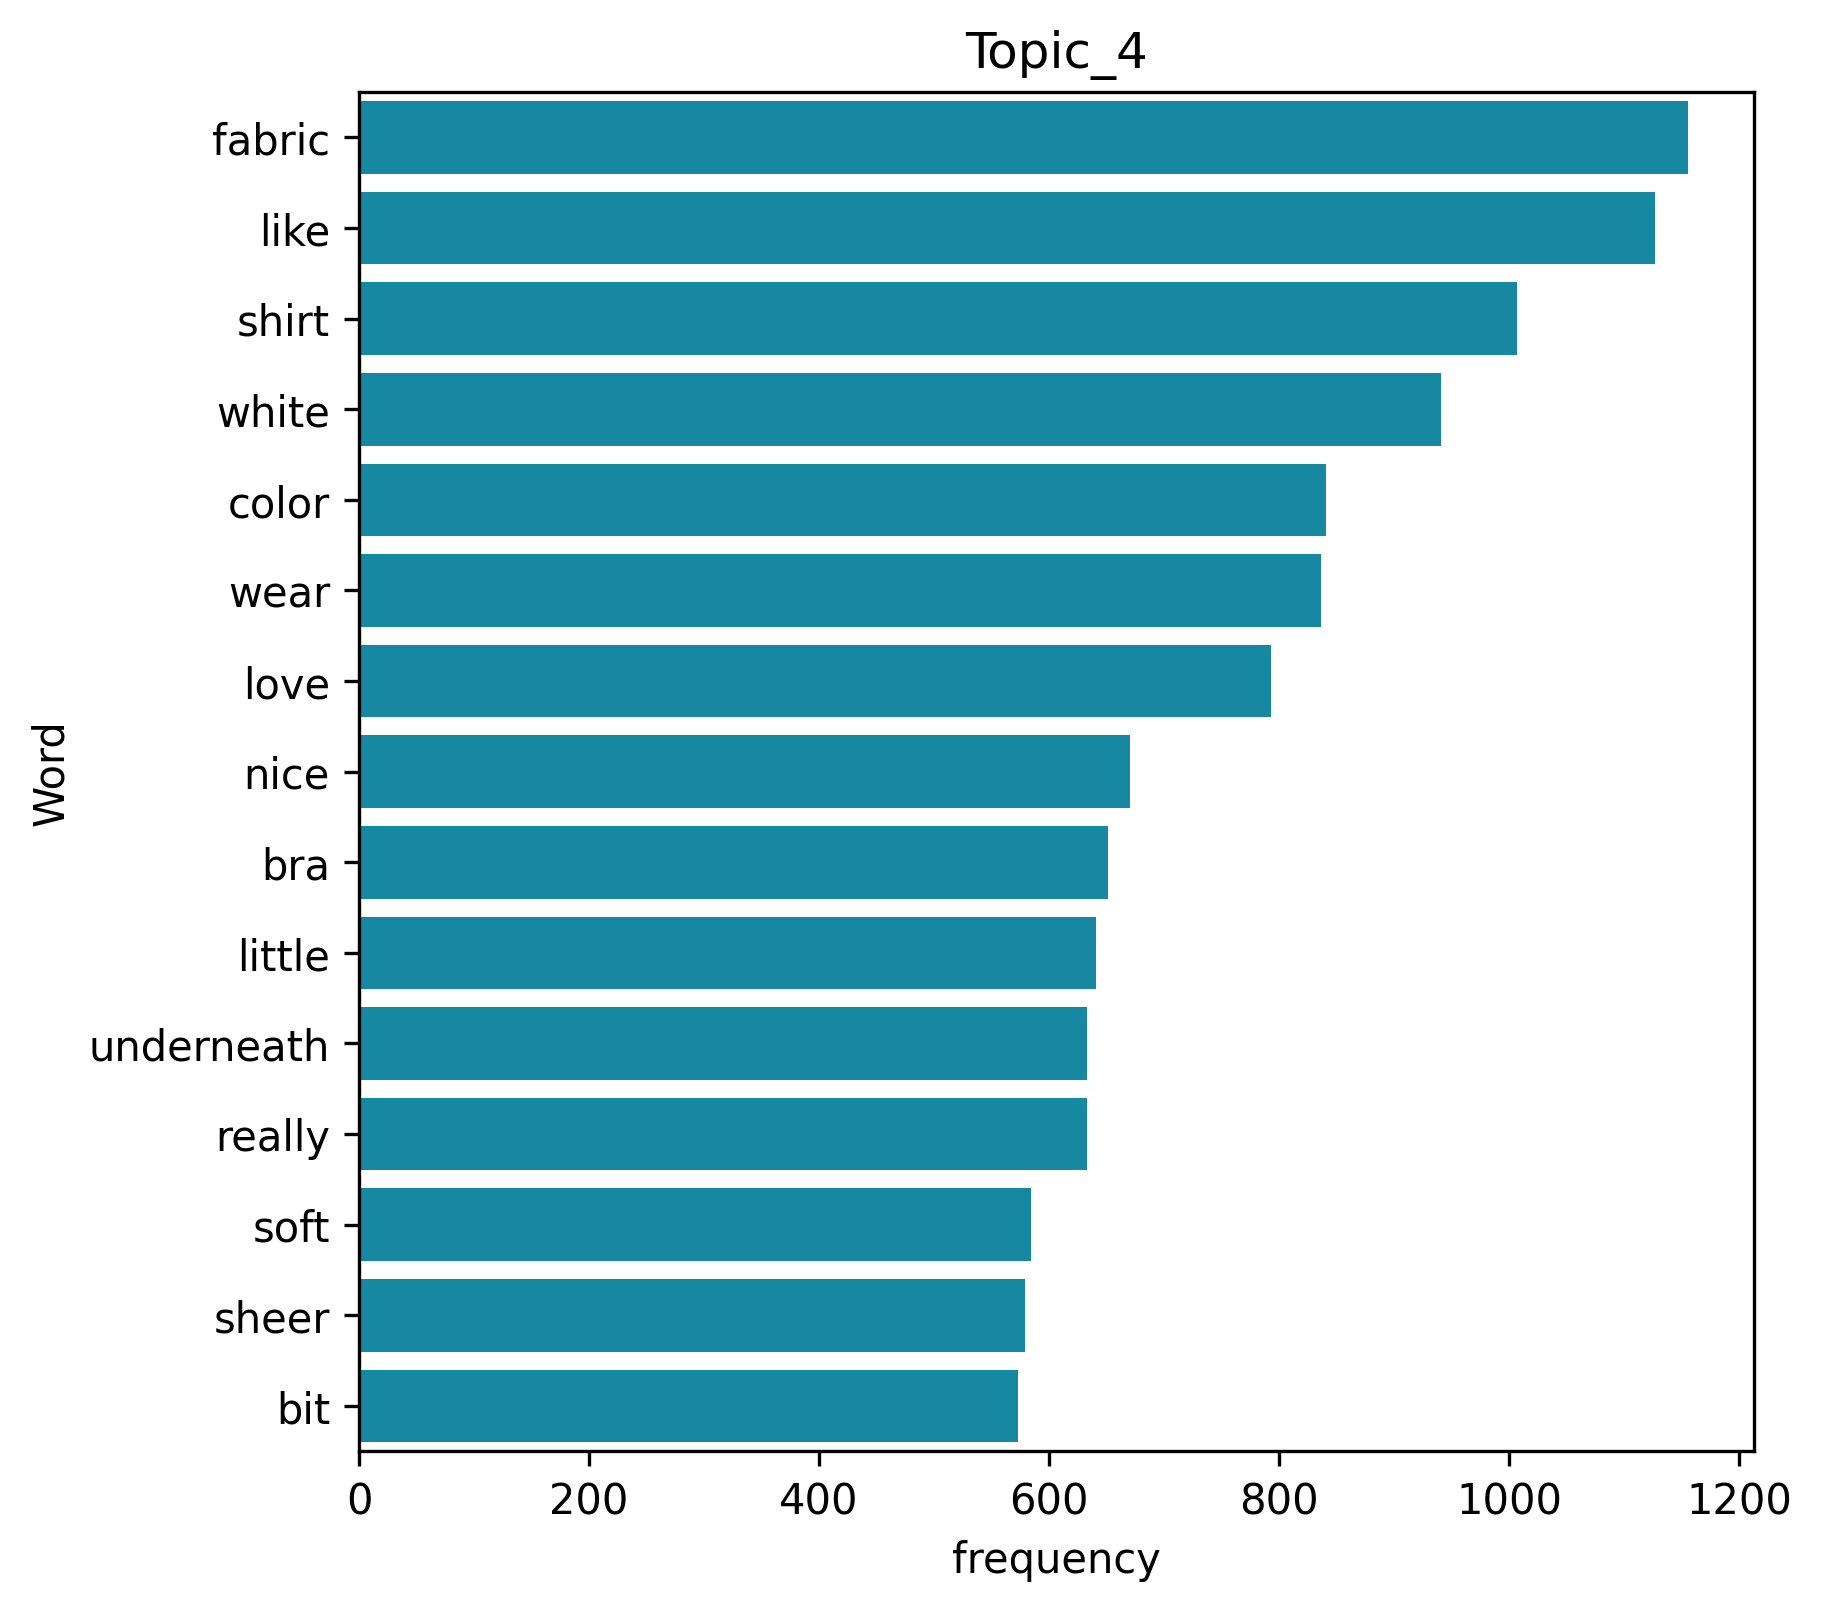 Topic_4
fabric
like
shirt
white
color
wear
love
nice
bra
little
underneath
really
soft
sheer
bit
Word
0 200 400 600 800 1000 1200
frequency